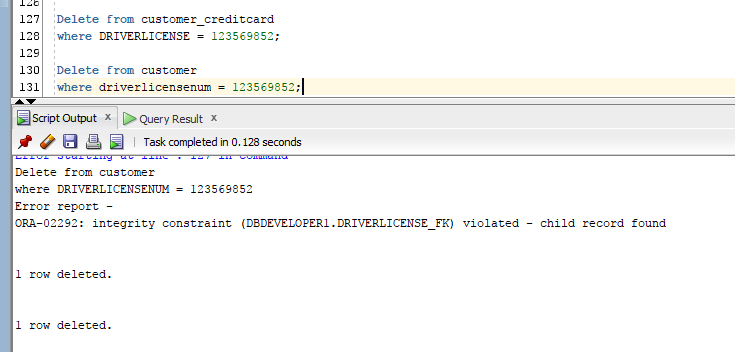 127 Delete from customer_creditcard
128 where DRIVERLICENSE = 123569852;
129
130 Delete from customer
131 where driverlicensenum = 123569852;
Script Output x Query Result x
Task completed in 0.128 seconds
Error starting at line : 127 in command
Delete from customer
where DRIVERLICENSENUM = 123569852
Error report -
ORA-02292: integrity constraint (DBDEVELOPER1.DRIVERLICENSE_FK) violated - child record found
1 row deleted.
1 row deleted.